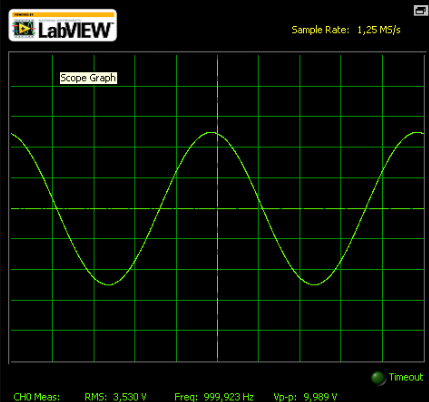 LabVIEW
Sample Rate: 1,25 MS/s
Scope Graph
Timeout
CH0 Meas: RMS: 3,530 V Freq: 999,923 Hz Vp-p: 9,989 V